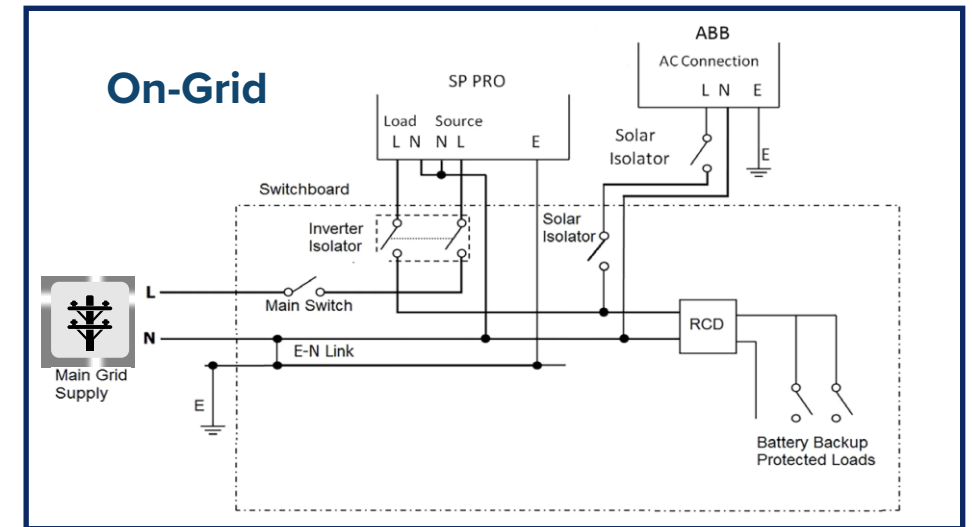 On-Grid
SP PRO
Load Source
L N N L E
ABB
AC Connection
L N E
Solar
Isolator
E
Switchboard
Inverter
Isolator
Solar
Isolator
L
Main Switch
RCD
N
E-N Link
Main Grid
Supply
E
Battery Backup
Protected Loads